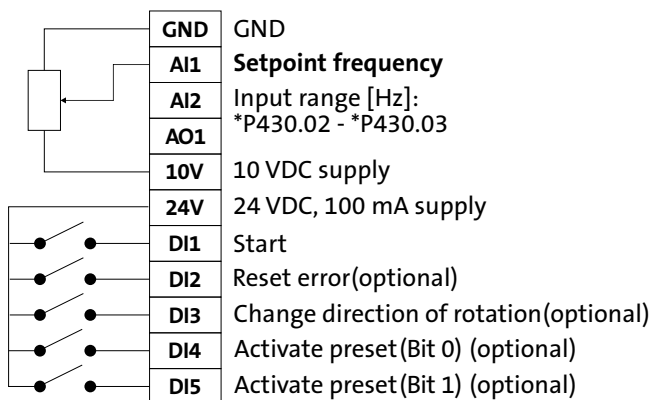 GND GND
AI1 Setpoint frequency
AI2 Input range [Hz]:
*P430.02 - *P430.03
AO1
10V 10 VDC supply
24V 24 VDC, 100 mA supply
DI1 Start
DI2 Reset error(optional)
DI3 Change direction of rotation(optional)
DI4 Activate preset(Bit 0) (optional)
DI5 Activate preset(Bit 1) (optional)